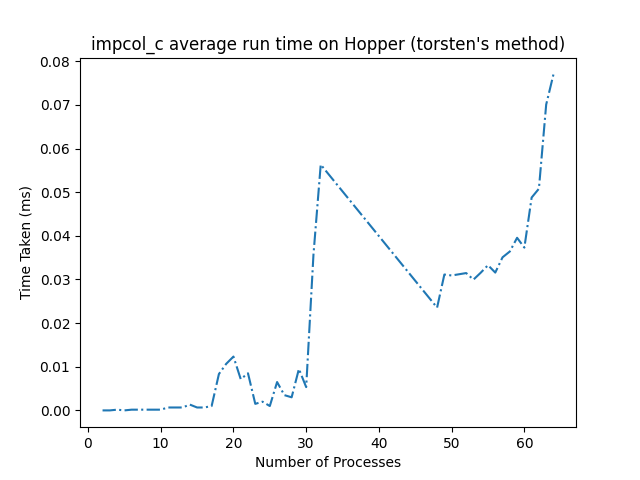 impcol_c average run time on Hopper (torsten's method)
0.08
0.07
0.06
0.05
0.04
0.03
0.02
0.01
0.00
Time Taken (ms)
0 10 20 30 40 50 60
Number of Processes